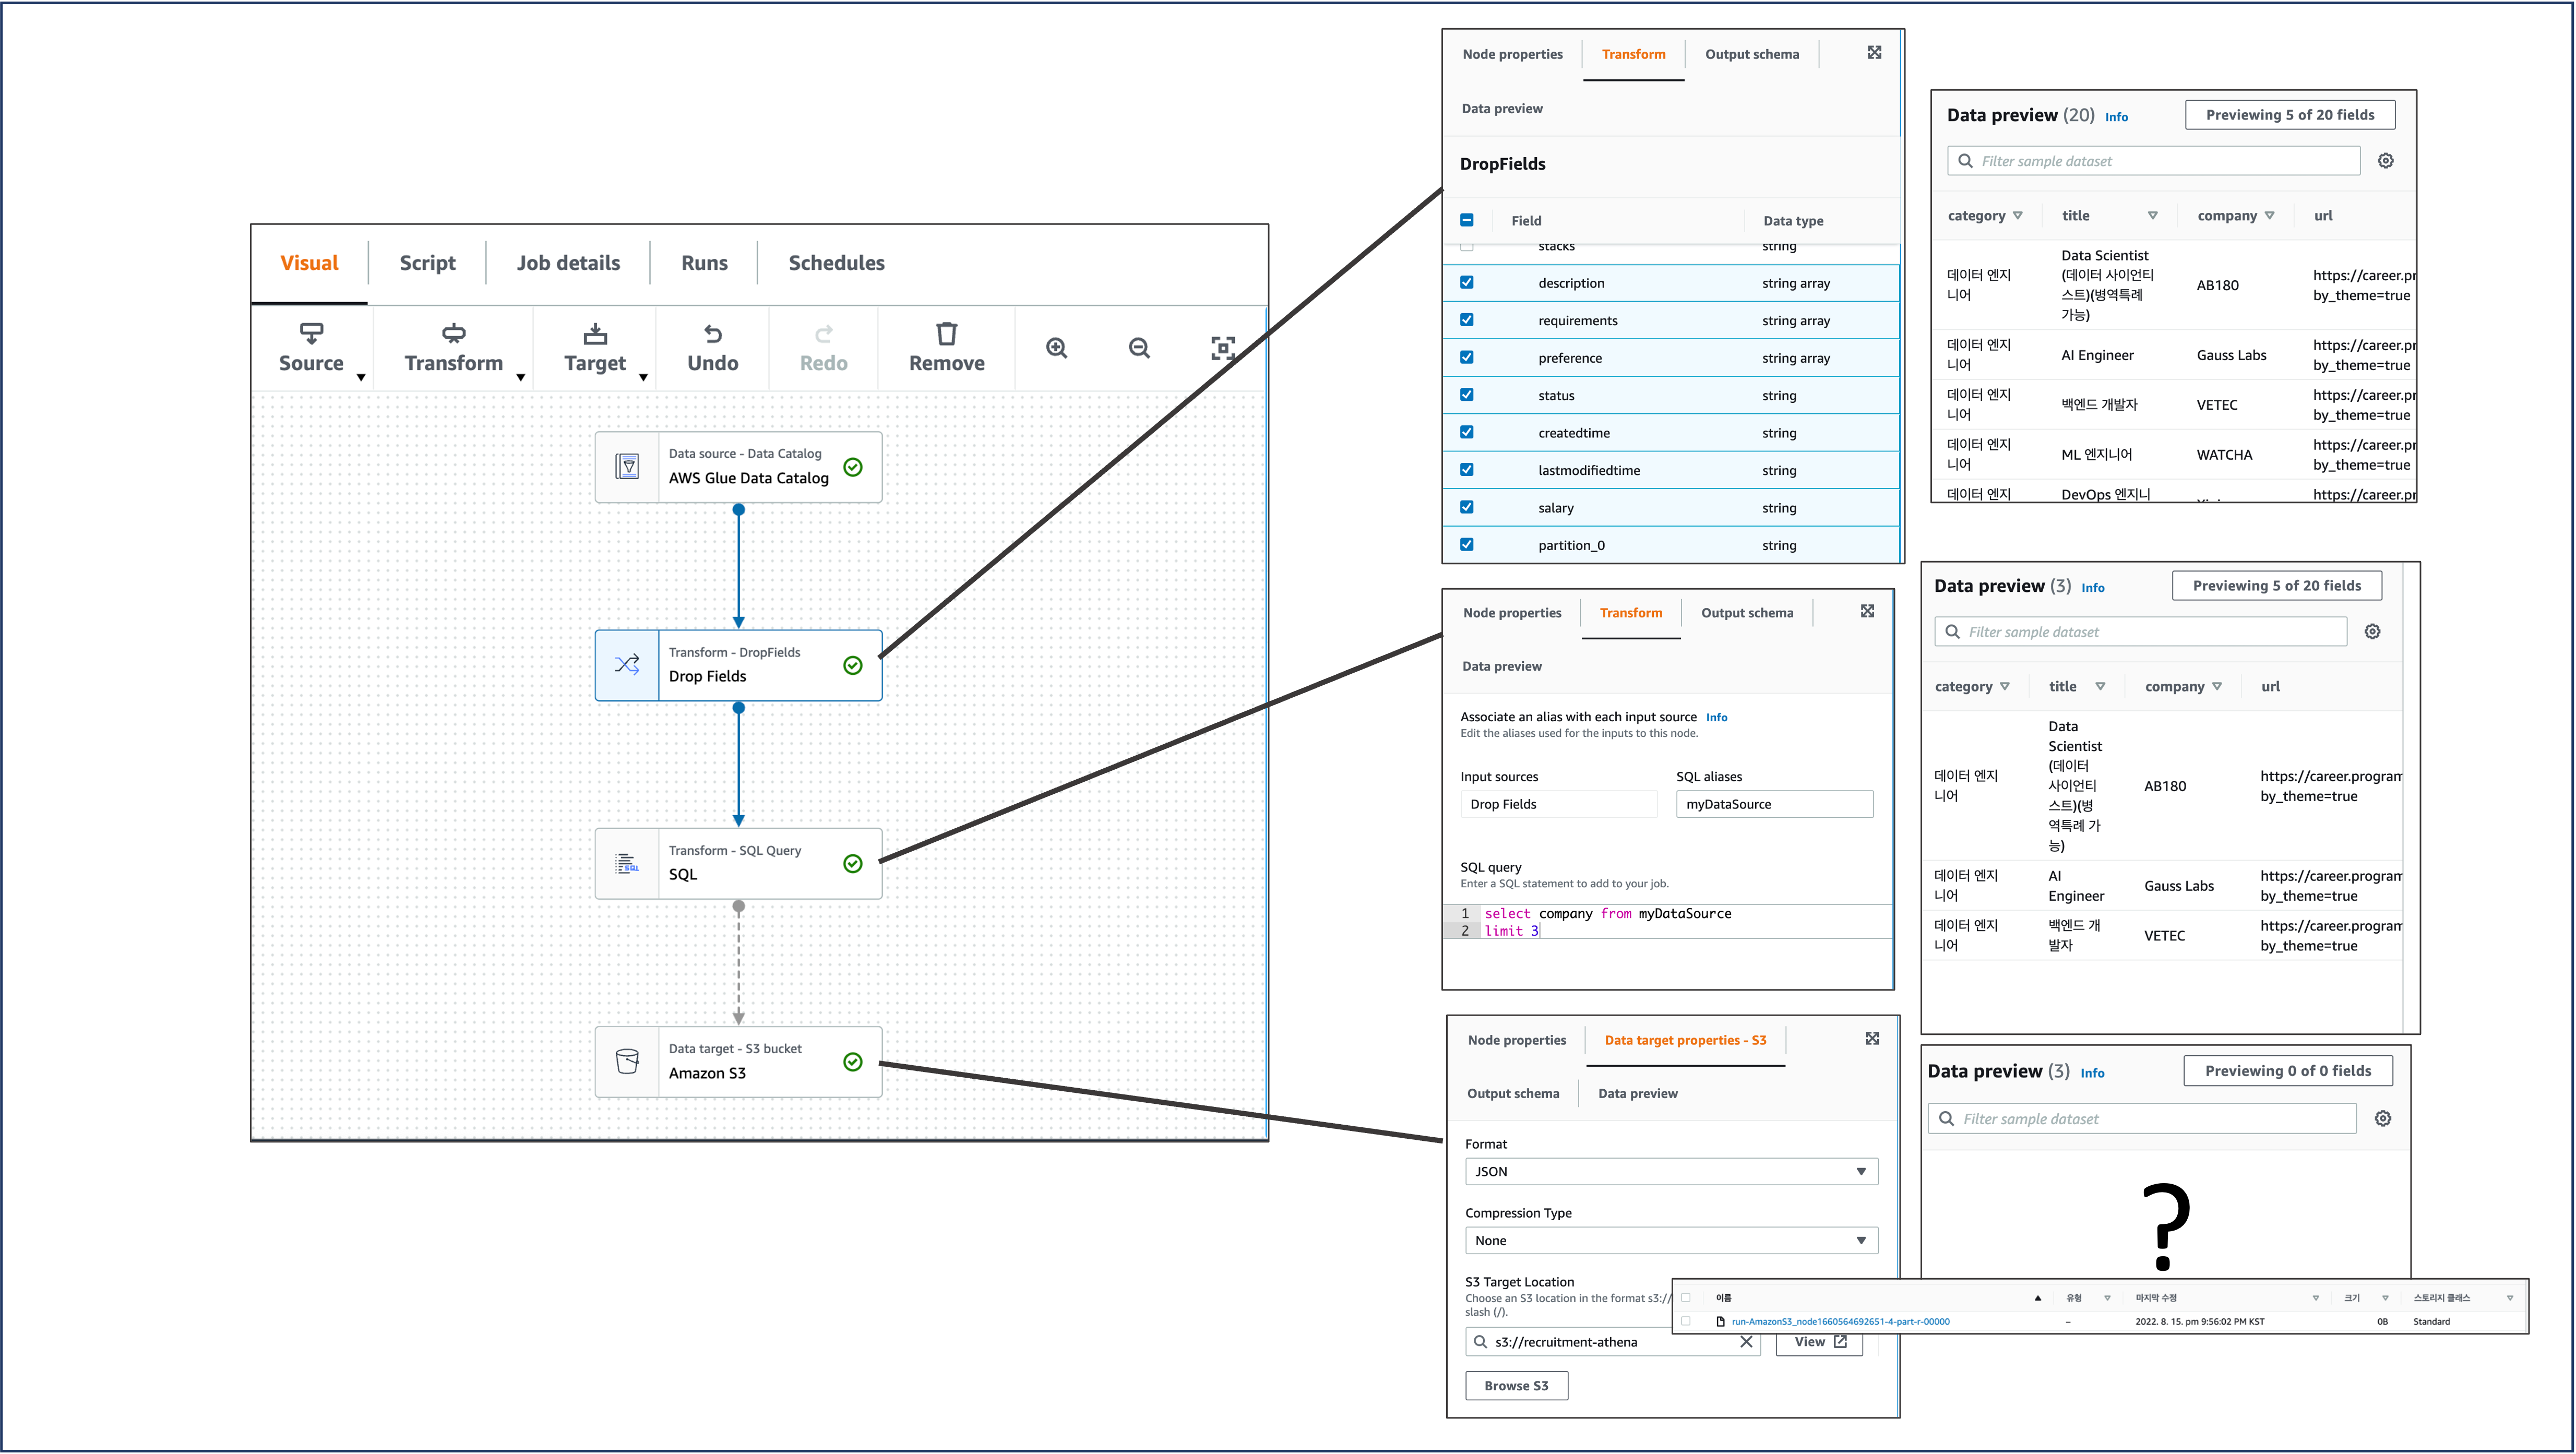 Visual
Script
Job details
Runs
Schedules
Source
Transform
Target
Undo
Redo
Remove
Data source - Data Catalog
AWS Glue Data Catalog
Transform - DropFields
Drop Fields
Transform - SQL Query
SQL
SQL
Data target - S3 bucket
Amazon S3
Node properties
Transform
Output schema
Data preview
DropFields
Field
Data type
stacks
string
description
string array
requirements
string array
preference
string array
status
string
createdtime
string
lastmodifiedtime
string
salary
string
partition_0
string
Data preview (20) Info
Previewing 5 of 20 fields
Filter sample dataset
category
title
company
url
데이터 엔지
니어
Data Scientist
(데이터 사이언티
스트)(병역특례
가능)
AB180
https://career.pr
by_theme=true
데이터 엔지
니어
AI Engineer
Gauss Labs
https://career.pr
by_theme=true
데이터 엔지
니어
백엔드 개발자
VETEC
https://career.pr
by_theme=true
데이터 엔지
니어
ML 엔지니어
WATCHA
https://career.pr
by_theme=true
데이터 엔지
DevOps 엔지니
https://career.pr
Node properties
Transform
Output schema
Data preview
Associate an alias with each input source Info
Edit the aliases used for the inputs to this node.
Input sources
SQL aliases
Drop Fields
myDataSource
SQL query
Enter a SQL statement to add to your job.
1 select company from myDataSource
2 limit 3
Data preview (3) Info
Previewing 5 of 20 fields
Filter sample dataset
category
title
company
url
데이터 엔지
니어
Data
Scientist
(데이터
사이언티
스트)(병
역특례 가
능)
AB180
https://career.program
by_theme=true
데이터 엔지
니어
AI
Engineer
Gauss Labs
https://career.program
by_theme=true
데이터 엔지
니어
백엔드 개
발자
VETEC
https://career.program
by_theme=true
Node properties
Data target properties - S3
Output schema
Data preview
Format
JSON
Compression Type
None
S3 Target Location
Choose an S3 location in the format s3://
slash (/).
s3://recruitment-athena
View
Browse S3
Data preview (3) Info
Previewing 0 of 0 fields
Filter sample dataset
?
이름
유형
마지막 수정
크기
스토리지 클래스
run-AmazonS3_node1660564692651-4-part-r-00000
–
2022. 8. 15. pm 9:56:02 PM KST
0B
Standard